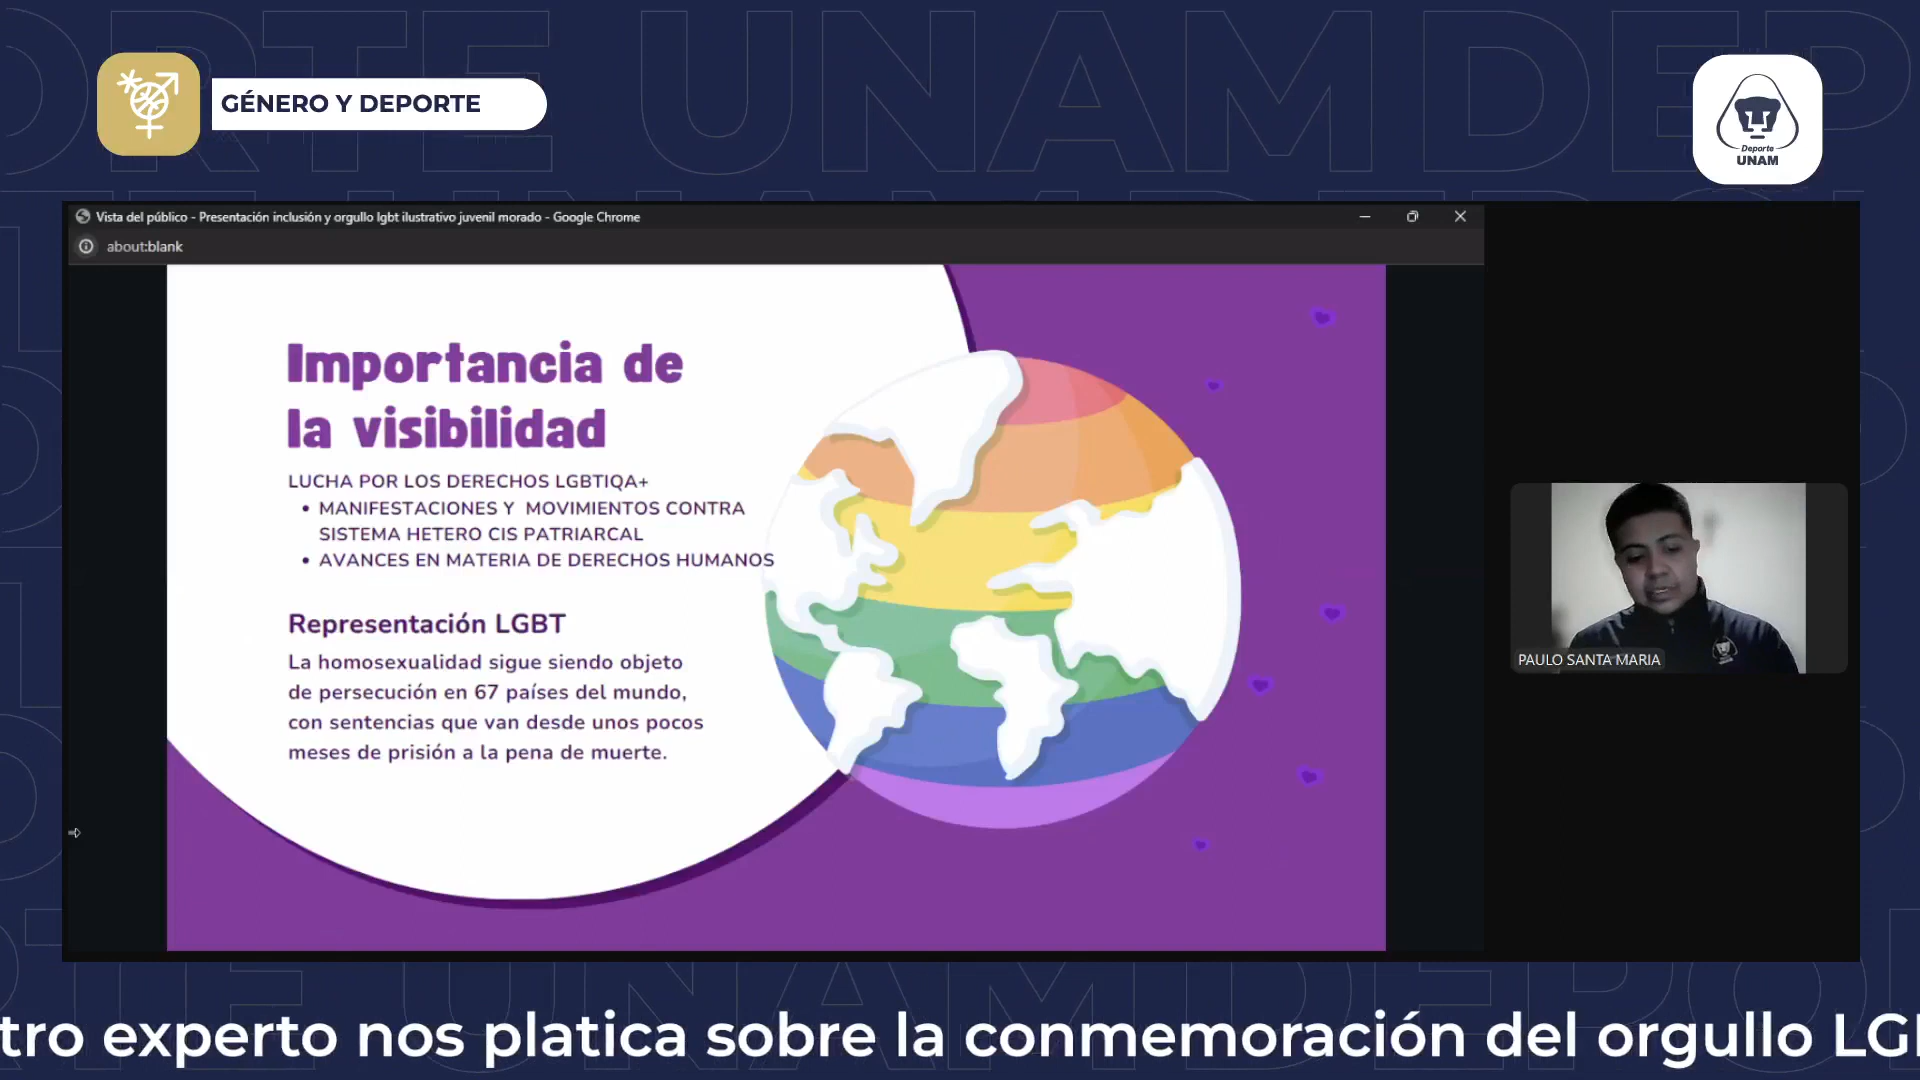 GÉNERO Y DEPORTE
Deporte
UNAM
Vista del público - Presentación inclusión y orgullo lgbt ilustrativo juvenil morado - Google Chrome
about:blank
Importancia de
la visibilidad
LUCHA POR LOS DERECHOS LGBTIQA+
• MANIFESTACIONES Y MOVIMIENTOS CONTRA
SISTEMA HETERO CIS PATRIARCAL
• AVANCES EN MATERIA DE DERECHOS HUMANOS
Representación LGBT
La homosexualidad sigue siendo objeto
de persecución en 67 países del mundo,
con sentencias que van desde unos pocos
meses de prisión a la pena de muerte.
PAULO SANTA MARIA
tro experto nos platica sobre la conmemoración del orgullo LG